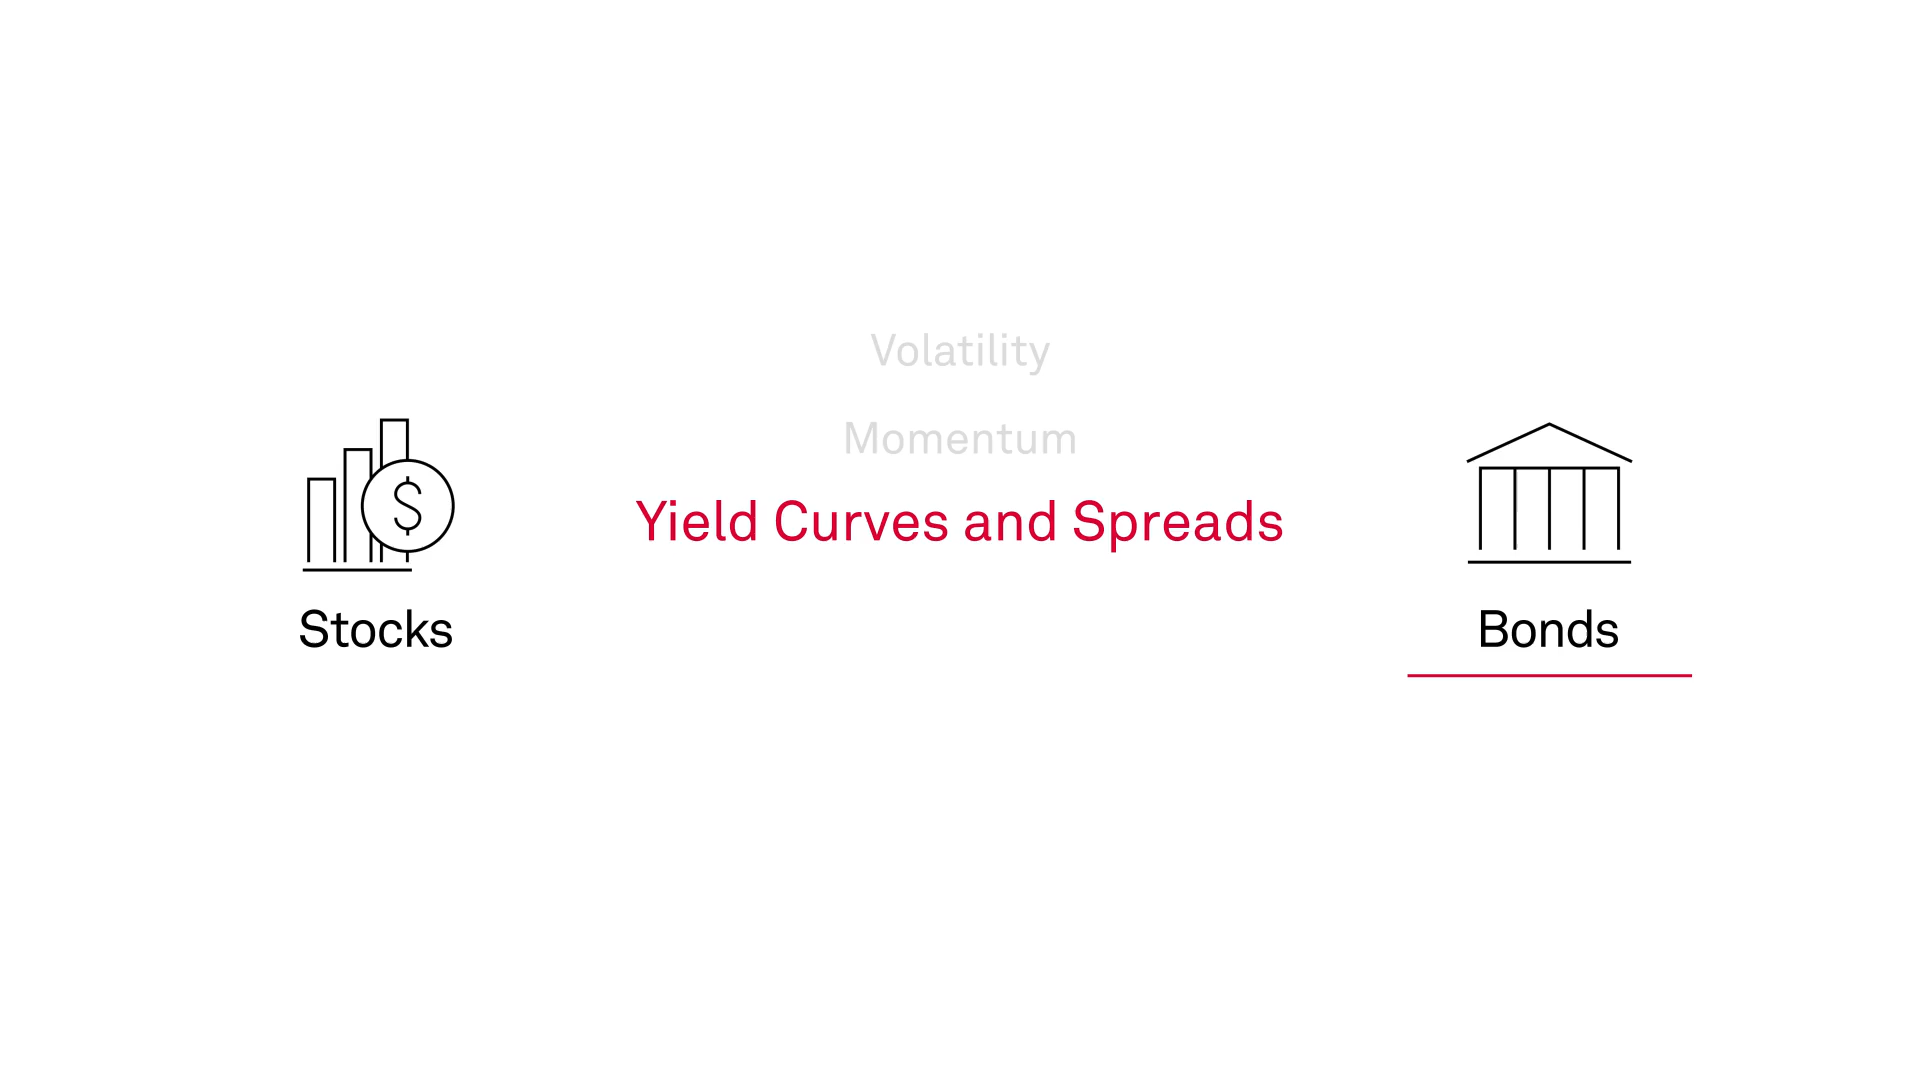 Volatility
Momentum
Yield Curves and Spreads
$
Stocks
Bonds